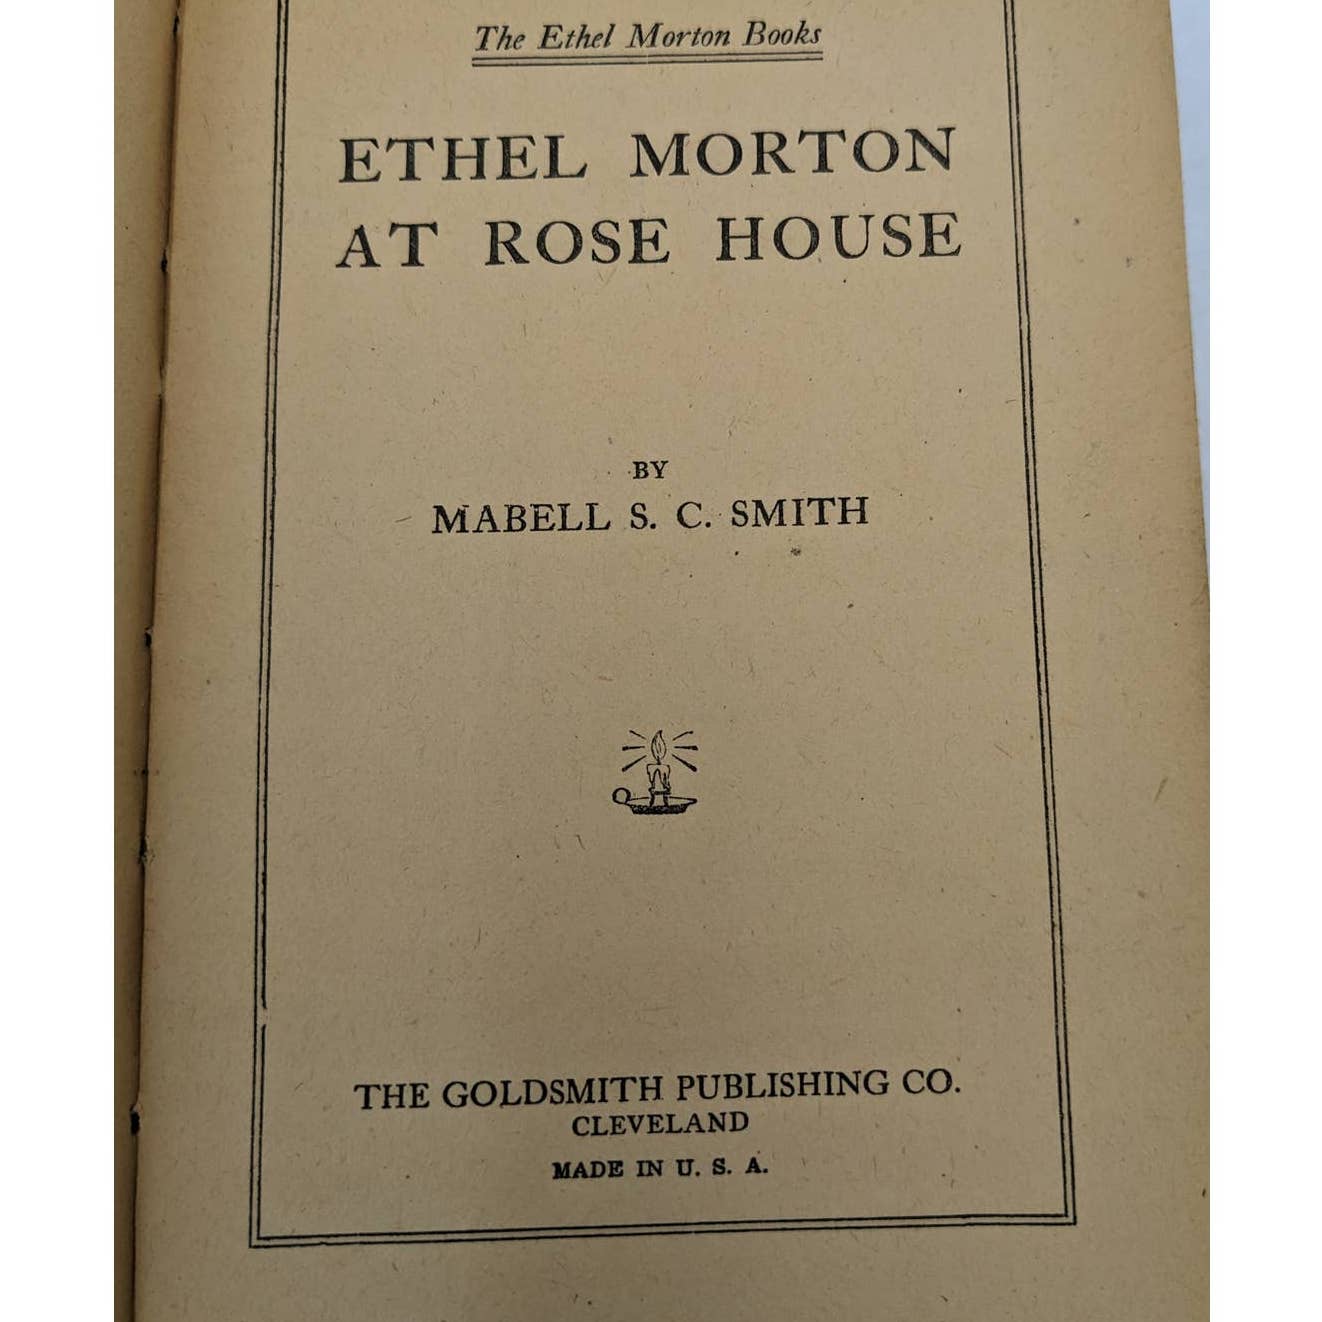 The Ethel Morton Books
ETHEL MORTON
AT ROSE HOUSE
BY
MABELL S. C. SMITH
THE GOLDSMITH PUBLISHING CO.
CLEVELAND
MADE IN U. S. A.